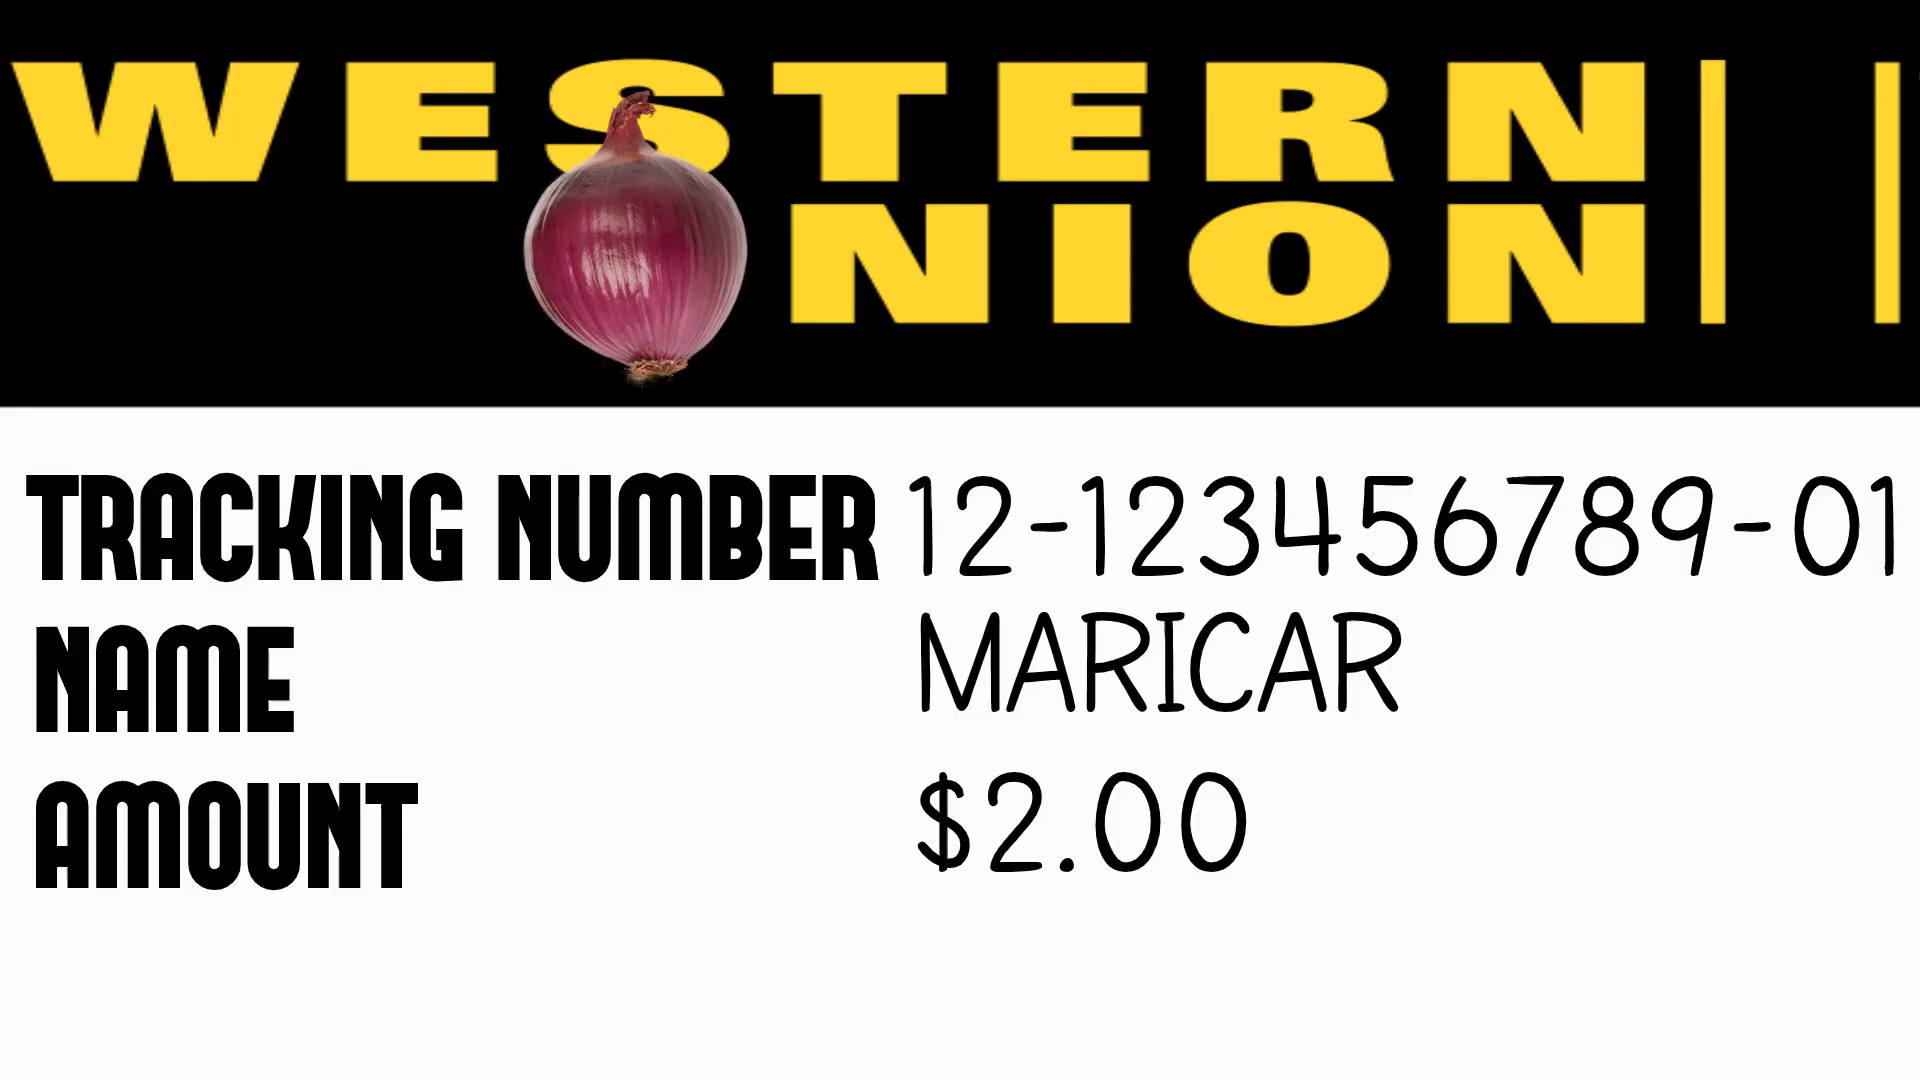 WESTERN
NION
TRACKING NUMBER 12-123456789-01
NAME MARICAR
AMOUNT $2.00